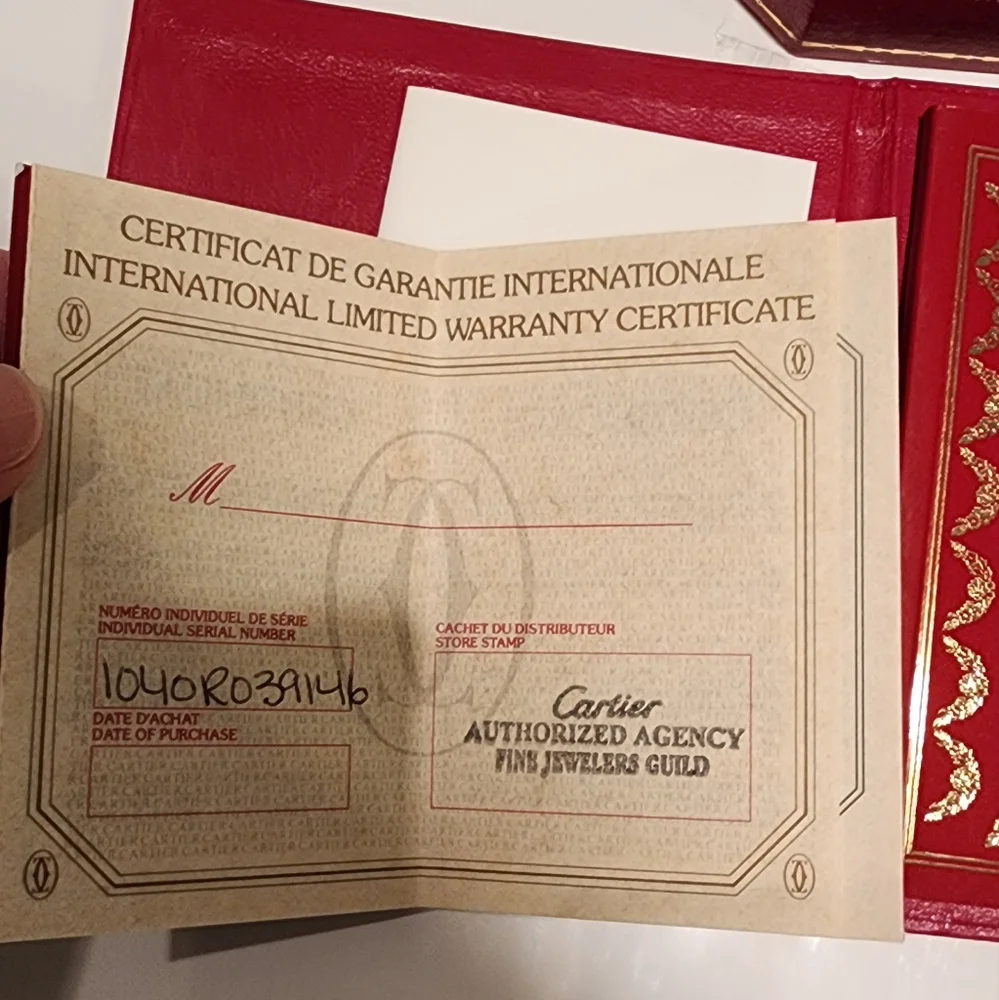 CERTIFICAT DE GARANTIE INTERNATIONALE
INTERNATIONAL LIMITED WARRANTY CERTIFICATE
M
NUMÉRO INDIVIDUEL DE SÉRIE
INDIVIDUAL SERIAL NUMBER
1040R039146
DATE D'ACHAT
DATE OF PURCHASE
CACHET DU DISTRIBUTEUR
STORE STAMP
Cartier
AUTHORIZED AGENCY
FINE JEWELERS GUILD